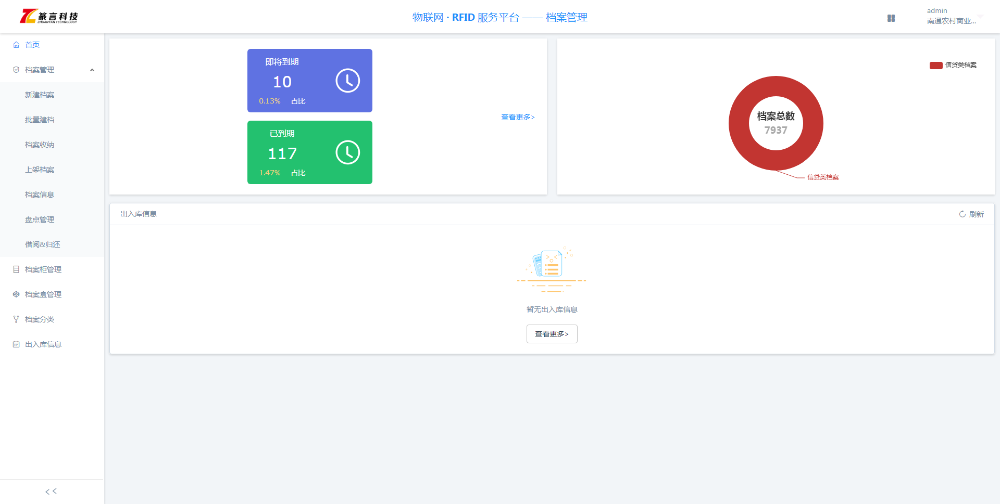 篆言科技
ZHUANYAN TECHNOLOGY
物联网 · RFID 服务平台 —— 档案管理
admin
南通农村商业...
首页
档案管理
新建档案
批量建档
档案收纳
上架档案
档案信息
盘点管理
借阅&归还
档案柜管理
档案盒管理
档案分类
出入库信息
<<
即将到期
10
0.13% 占比
已到期
117
1.47% 占比
查看更多>
信贷类档案
档案总数
7937
信贷类档案
出入库信息
刷新
暂无出入库信息
查看更多>